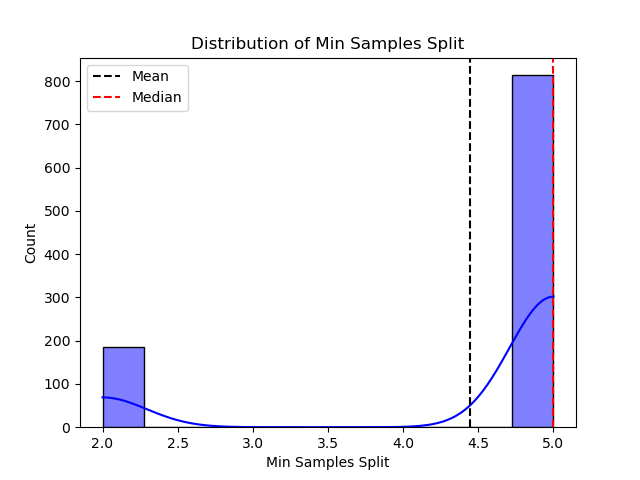 Distribution of Min Samples Split
Mean
Median
800
700
600
500
400
300
200
100
0
Count
2.0 2.5 3.0 3.5 4.0 4.5 5.0
Min Samples Split